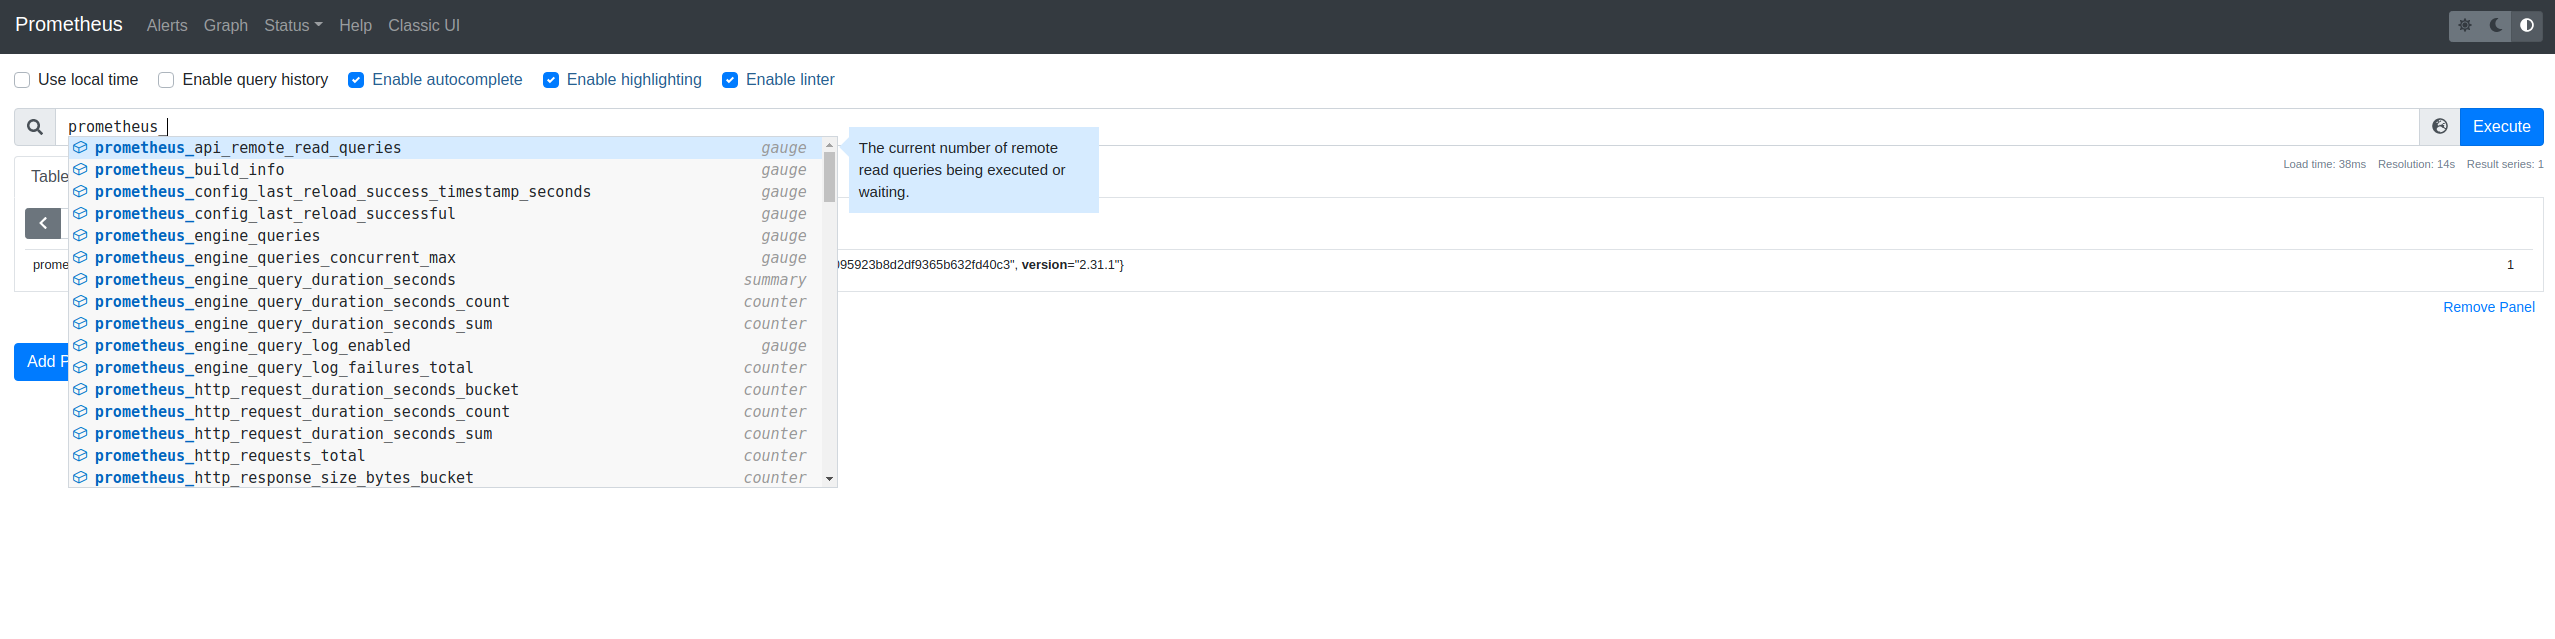 Prometheus Alerts Graph Status Help Classic UI
Use local time Enable query history Enable autocomplete Enable highlighting Enable linter
prometheus_ Execute
Load time: 38ms Resolution: 14s Result series: 1
Table
prometheus_api_remote_read_queries gauge
prometheus_build_info gauge
prometheus_config_last_reload_success_timestamp_seconds gauge
prometheus_config_last_reload_successful gauge
prometheus_engine_queries gauge
prometheus_engine_queries_concurrent_max gauge
prometheus_engine_query_duration_seconds summary
prometheus_engine_query_duration_seconds_count counter
prometheus_engine_query_duration_seconds_sum counter
prometheus_engine_query_log_enabled gauge
prometheus_engine_query_log_failures_total counter
prometheus_http_request_duration_seconds_bucket counter
prometheus_http_request_duration_seconds_count counter
prometheus_http_request_duration_seconds_sum counter
prometheus_http_requests_total counter
prometheus_http_response_size_bytes_bucket counter
The current number of remote
read queries being executed or
waiting.
prome 95923b8d2df9365b632fd40c3", version="2.31.1"} 1
Remove Panel
Add P